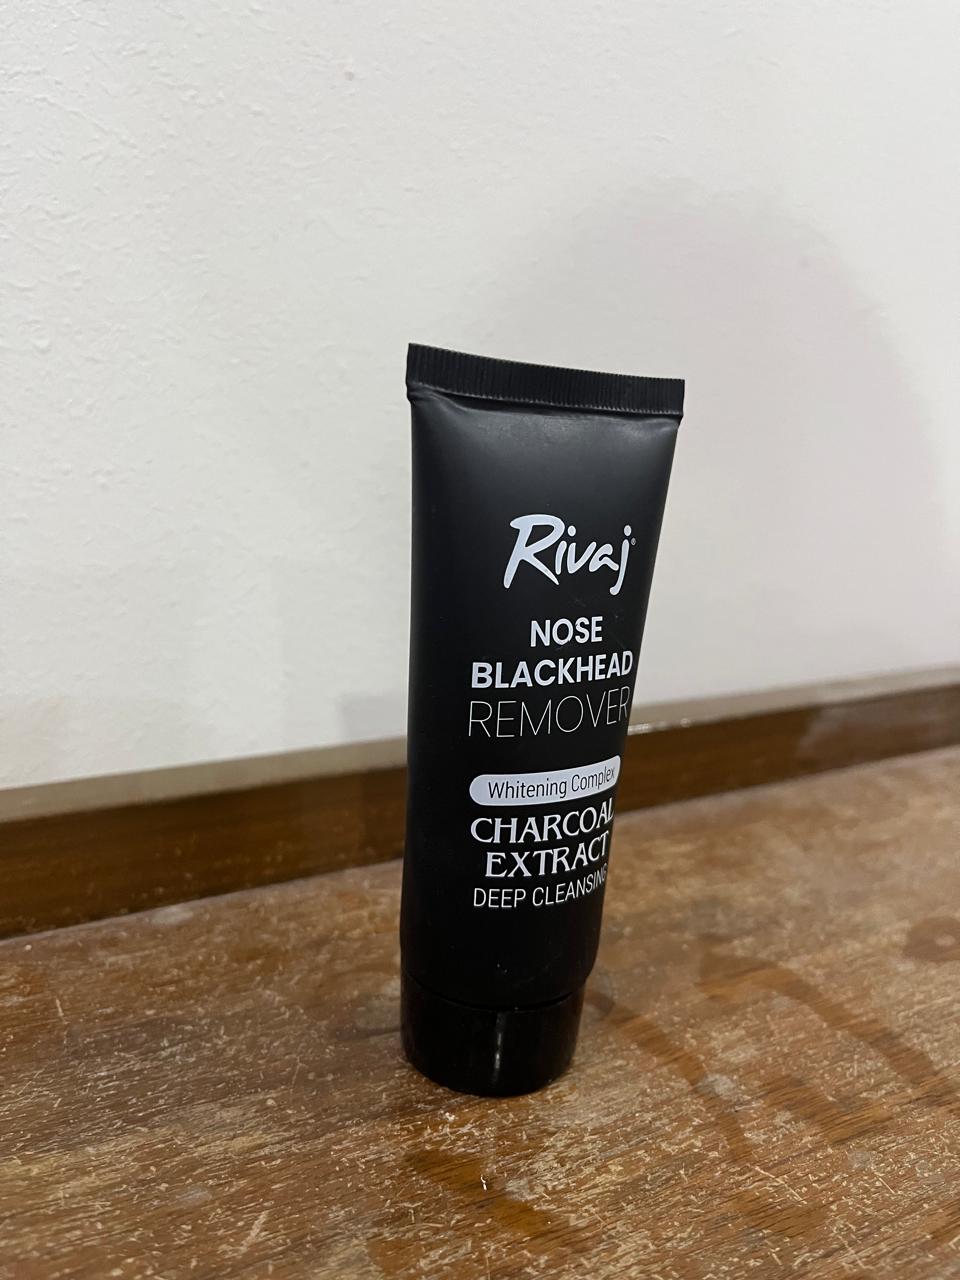 Rivaj®
NOSE
BLACKHEAD
REMOVER
Whitening Complex
CHARCOAL
EXTRACT
DEEP CLEANSING